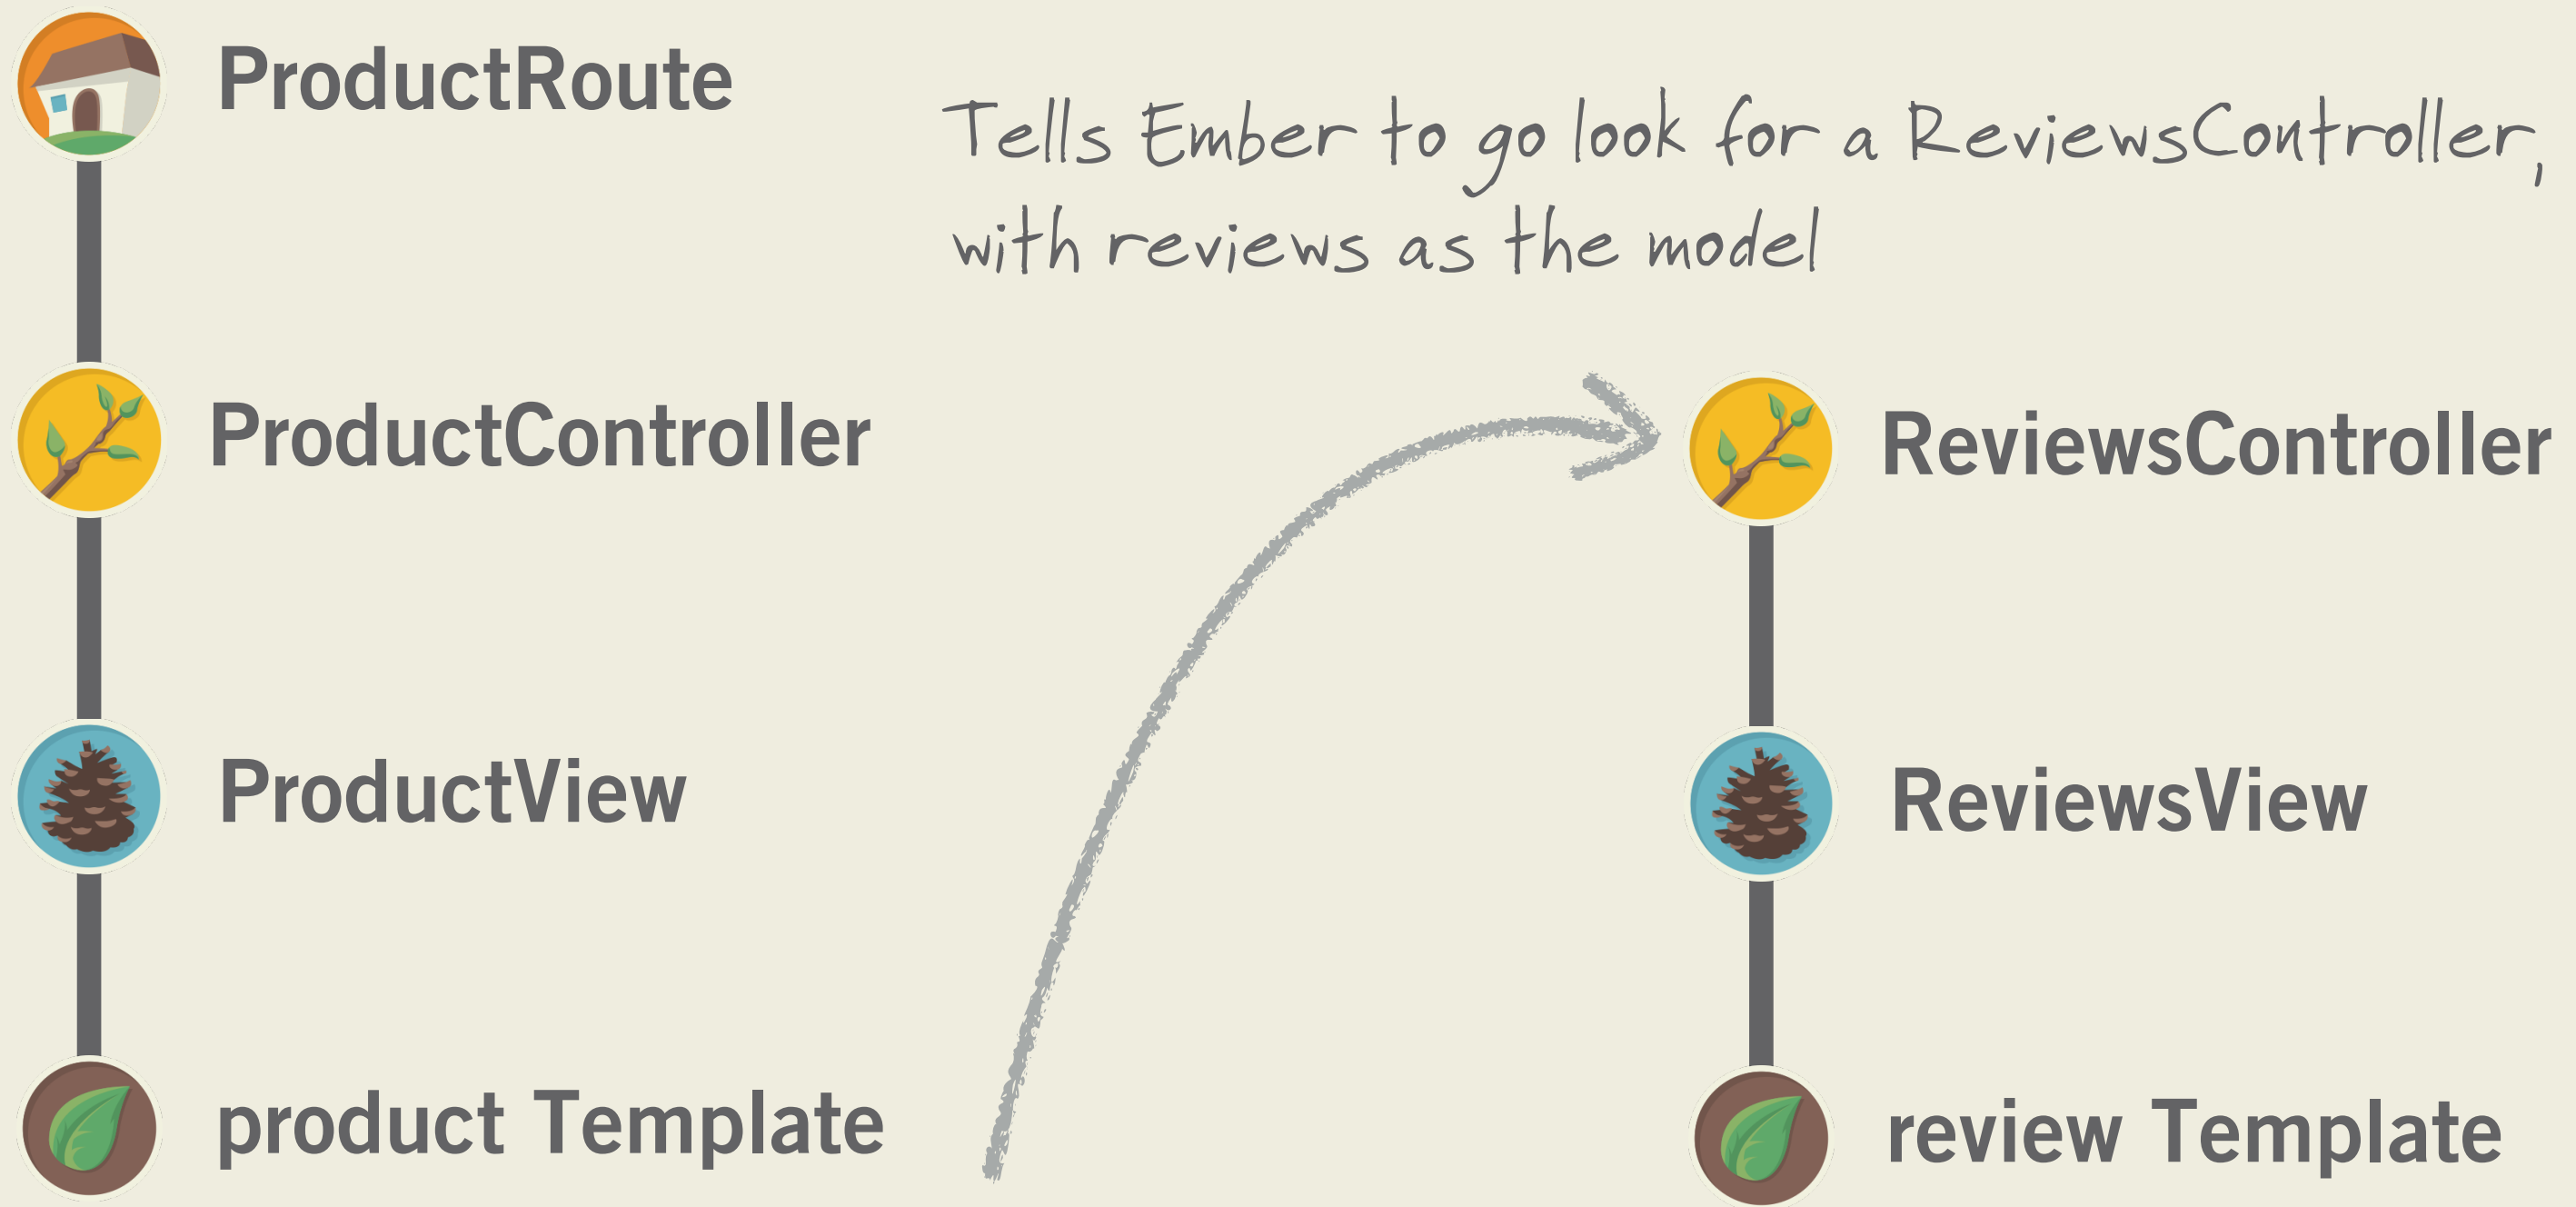 ProductRoute
Tells Ember to go look for a ReviewsController,
with reviews as the model
ProductController
ReviewsController
ProductView
ReviewsView
product Template
review Template